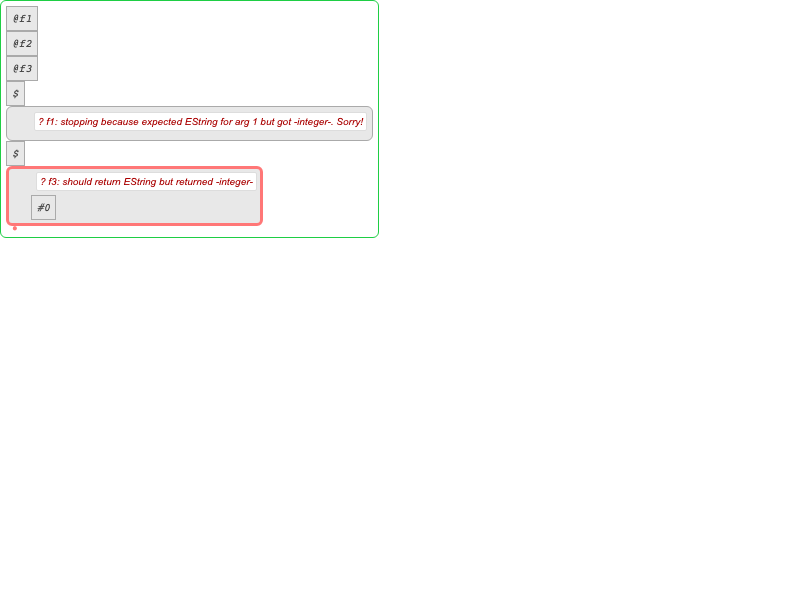 @f1
@f2
@f3
$
? f1: stopping because expected EString for arg 1 but got -integer-. Sorry!
$
? f3: should return EString but returned -integer-
#0